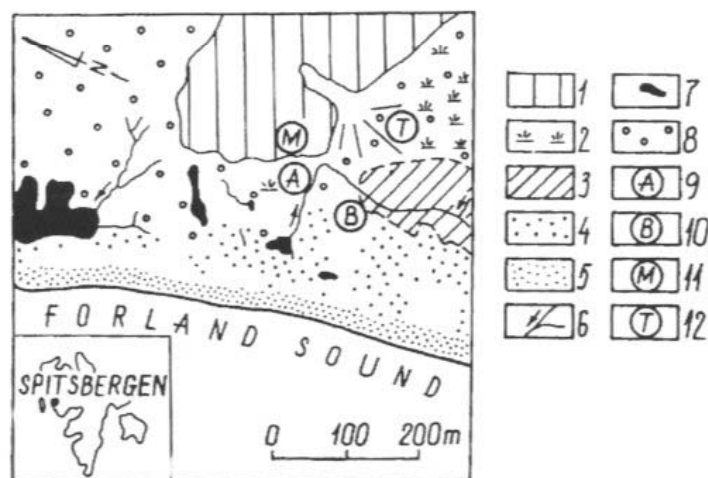 N
M
T
A
B
FORLAND SOUND
SPITSBERGEN
0 100 200m
1
2
3
4
5
6
7
8
A 9
B 10
M 11
T 12